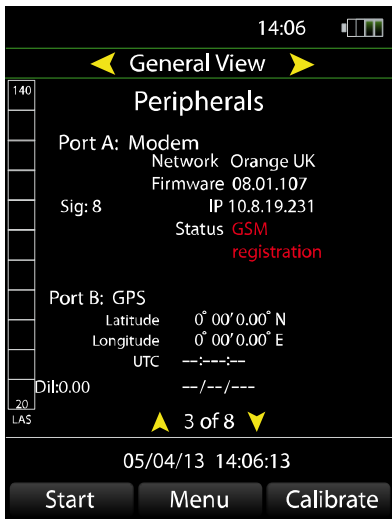 14:06
General View
140
Peripherals
Port A: Modem
Network Orange UK
Firmware 08.01.107
Sig: 8 IP 10.8.19.231
Status GSM
registration
Port B: GPS
Latitude 0° 00' 0.00" N
Longitude 0° 00' 0.00" E
UTC --:---:--
Dil:0.00 --/--/---
20
LAS
3 of 8
05/04/13 14:06:13
Start Menu Calibrate